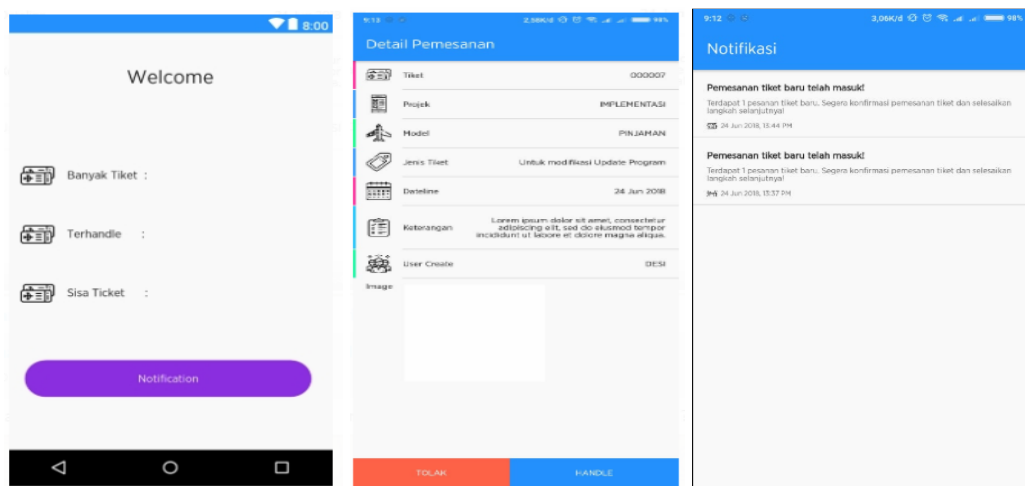 8:00
Welcome
Banyak Tiket :
Terhandle :
Sisa Ticket :
Notification
9:13
98%
Detail Pemesanan
Tiket 000007
Projek IMPLEMENTASI
Model PINJAMAN
Jenis Tiket Untuk modifikasi Update Program
Dateline 24 Jun 2018
Keterangan Lorem ipsum dolor sit amet, consectetur
adipiscing elit, sed do eiusmod tempor
incididunt ut labore et dolore magna aliqua.
User Create DESI
Image
TOLAK HANDLE
9:12 3,06K/d 98%
Notifikasi
Pemesanan tiket baru telah masuk!
Terdapat 1 pesanan tiket baru. Segera konfirmasi pemesanan tiket dan selesaikan
langkah selanjutnya!
24 Jun 2018, 13:44 PM
Pemesanan tiket baru telah masuk!
Terdapat 1 pesanan tiket baru. Segera konfirmasi pemesanan tiket dan selesaikan
langkah selanjutnya!
24 Jun 2018, 13:37 PM